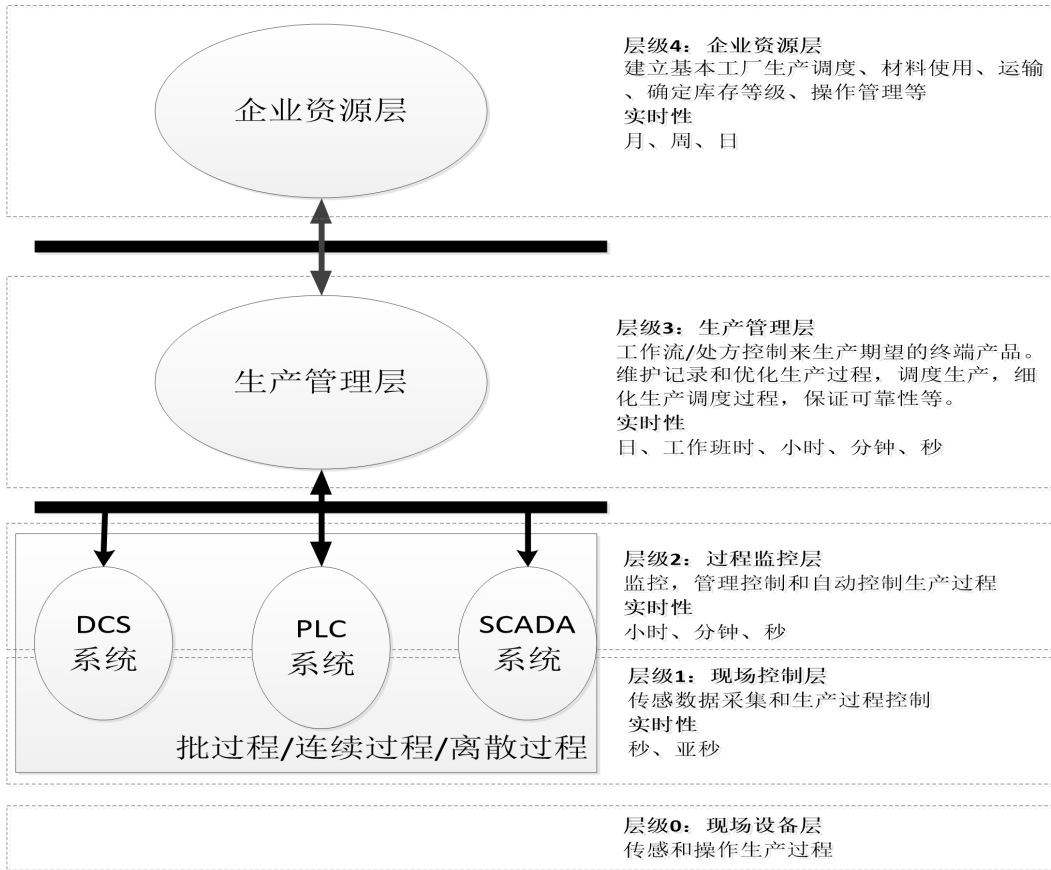 企业资源层
层级4：企业资源层
建立基本工厂生产调度、材料使用、运输
、确定库存等级、操作管理等
实时性
月、周、日
生产管理层
层级3：生产管理层
工作流/处方控制来生产期望的终端产品。
维护记录和优化生产过程，调度生产，细
化生产调度过程，保证可靠性等。
实时性
日、工作班时、小时、分钟、秒
DCS
系统
PLC
系统
SCADA
系统
层级2：过程监控层
监控，管理控制和自动控制生产过程
实时性
小时、分钟、秒
批过程/连续过程/离散过程
层级1：现场控制层
传感数据采集和生产过程控制
实时性
秒、亚秒
层级0：现场设备层
传感和操作生产过程